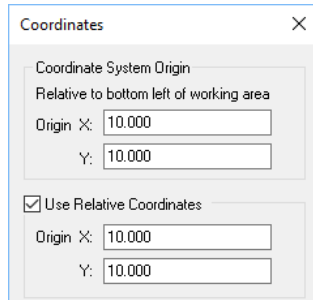 Coordinates
Coordinate System Origin
Relative to bottom left of working area
Origin X: 10.000
Y: 10.000
Use Relative Coordinates
Origin X: 10.000
Y: 10.000